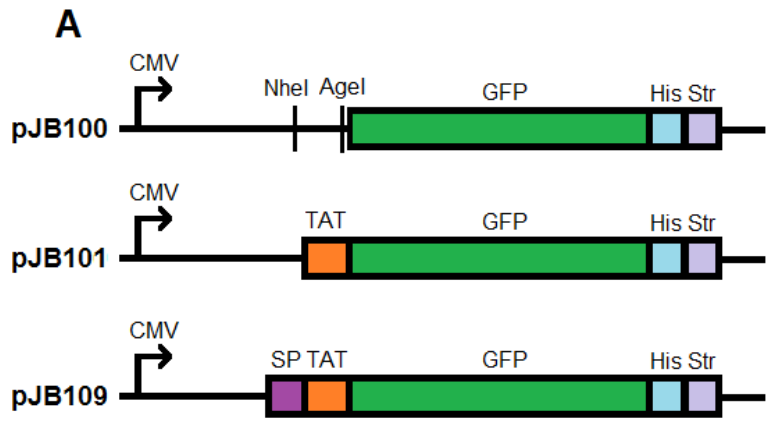 A
CMV
NheI AgeI GFP His Str
pJB100
CMV
TAT GFP His Str
pJB101
CMV
SP TAT GFP His Str
pJB109